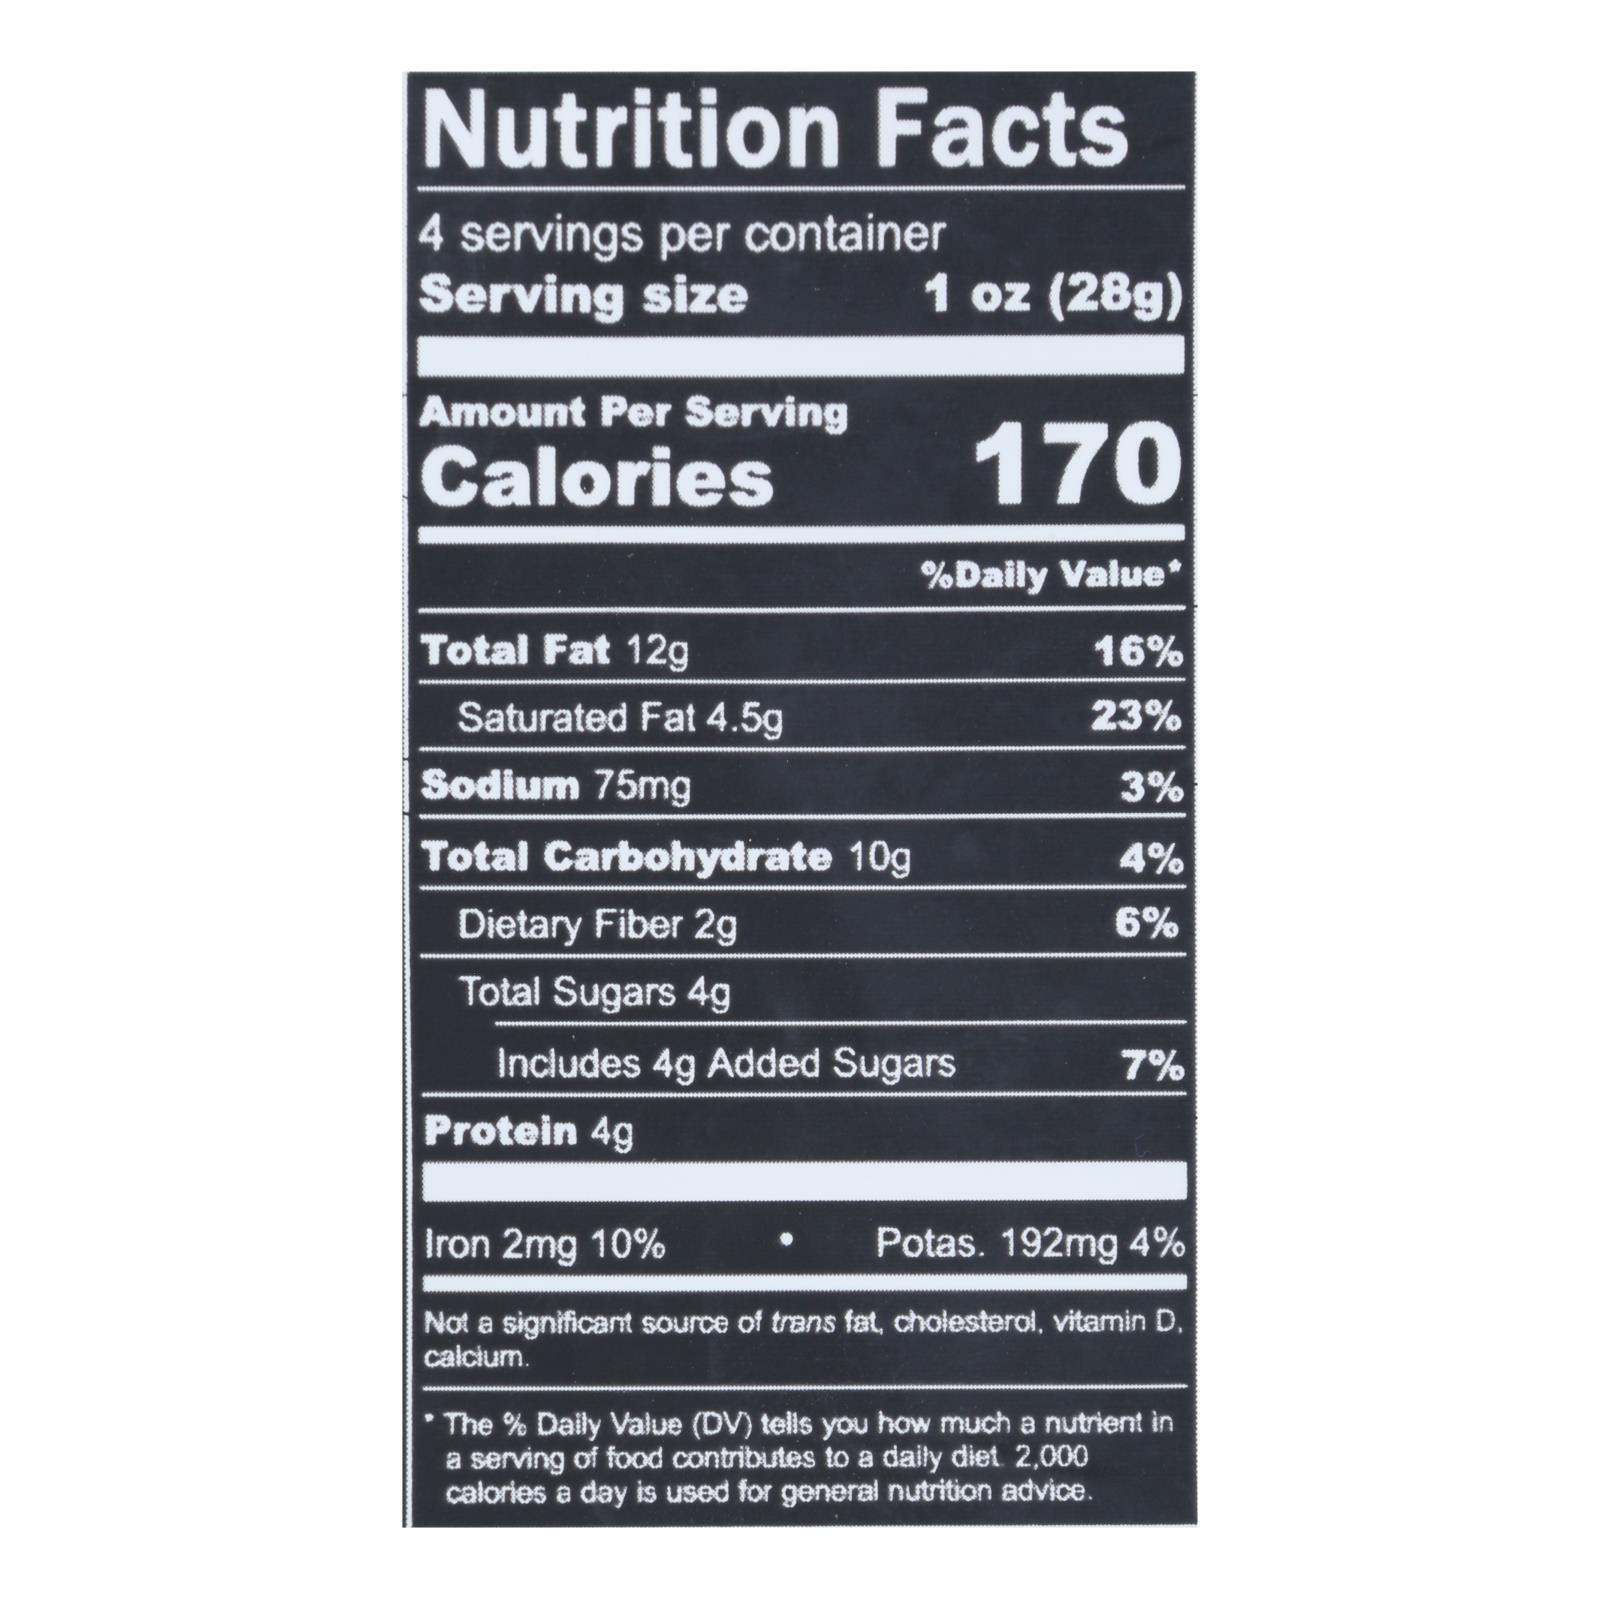 Nutrition Facts
4 servings per container
Serving size 1 oz (28g)
Amount Per Serving
Calories 170
%Daily Value*
Total Fat 12g 16%
Saturated Fat 4.5g 23%
Sodium 75mg 3%
Total Carbohydrate 10g 4%
Dietary Fiber 2g 6%
Total Sugars 4g
Includes 4g Added Sugars 7%
Protein 4g
Iron 2mg 10% • Potas. 192mg 4%
Not a significant source of trans fat, cholesterol, vitamin D,
calcium.
* The % Daily Value (DV) tells you how much a nutrient in
a serving of food contributes to a daily diet. 2,000
calories a day is used for general nutrition advice.